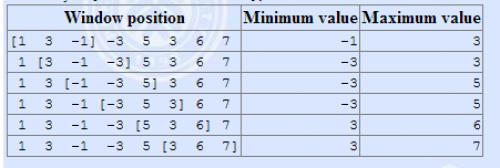 Window position Minimum value Maximum value
[1 3 -1] -3 5 3 6 7 -1 3
1 [3 -1 -3] 5 3 6 7 -3 3
1 3 [-1 -3 5] 3 6 7 -3 5
1 3 -1 [-3 5 3] 6 7 -3 5
1 3 -1 -3 [5 3 6] 7 3 6
1 3 -1 -3 5 [3 6 7] 3 7